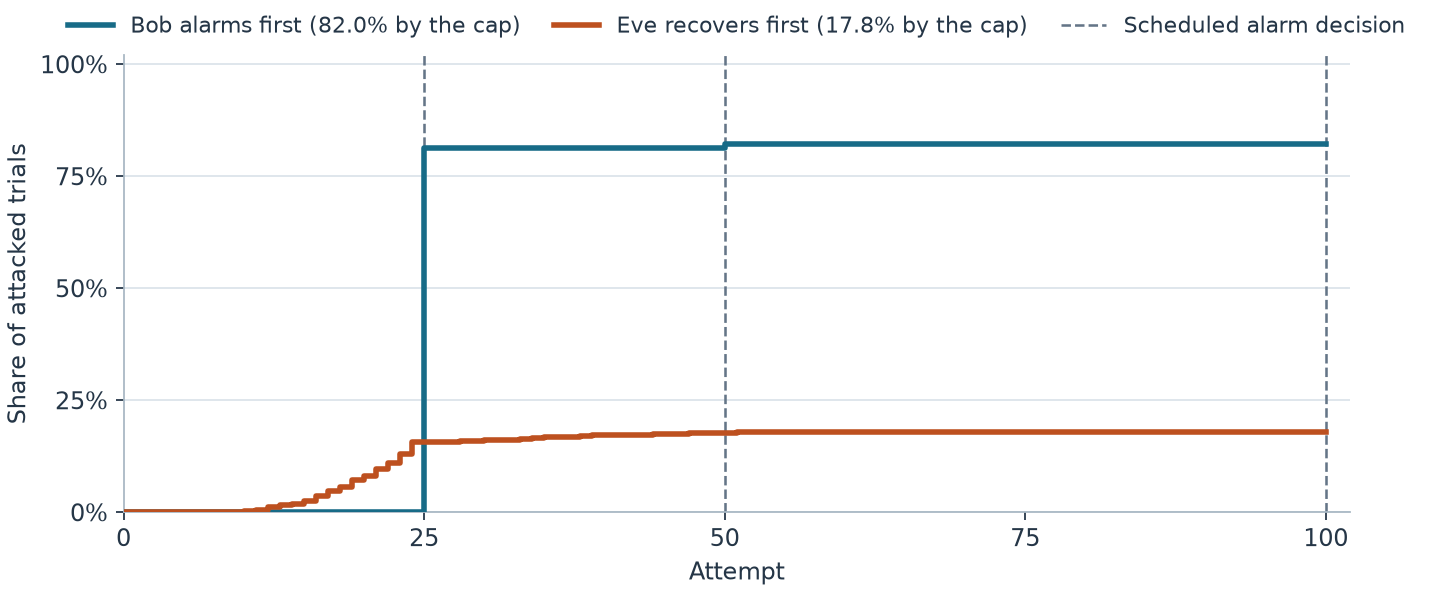 Bob alarms first (82.0% by the cap)
Eve recovers first (17.8% by the cap)
Scheduled alarm decision
Share of attacked trials
100%
75%
50%
25%
0%
0
25
50
75
100
Attempt